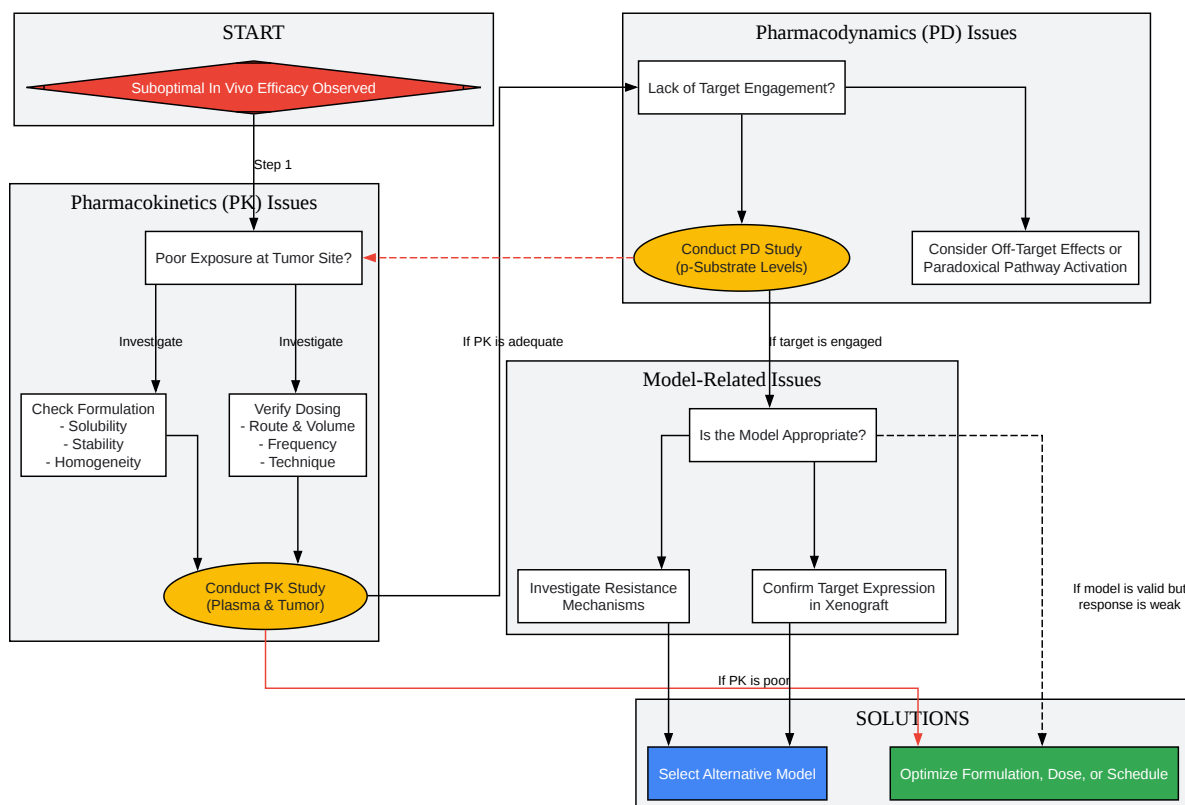 START
Suboptimal In Vivo Efficacy Observed
Step 1
Pharmacokinetics (PK) Issues
Poor Exposure at Tumor Site?
Investigate
Investigate
Check Formulation
- Solubility
- Stability
- Homogeneity
Verify Dosing
- Route & Volume
- Frequency
- Technique
Conduct PK Study
(Plasma & Tumor)
If PK is adequate
Pharmacodynamics (PD) Issues
Lack of Target Engagement?
Conduct PD Study
(p-Substrate Levels)
Consider Off-Target Effects or
Paradoxical Pathway Activation
If target is engaged
Model-Related Issues
Is the Model Appropriate?
Investigate Resistance
Mechanisms
Confirm Target Expression
in Xenograft
If model is valid but
response is weak
If PK is poor
SOLUTIONS
Select Alternative Model
Optimize Formulation, Dose, or Schedule